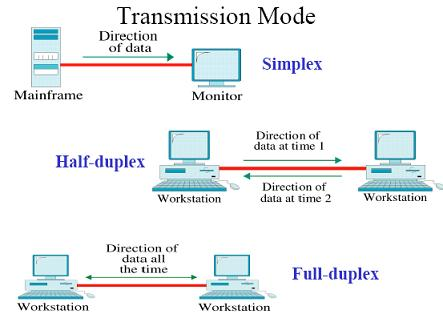 Transmission Mode
Direction
of data
Simplex
Mainframe
Monitor
Half-duplex
Direction of
data at time 1
Direction of
data at time 2
Workstation
Workstation
Direction of
data all
the time
Full-duplex
Workstation
Workstation